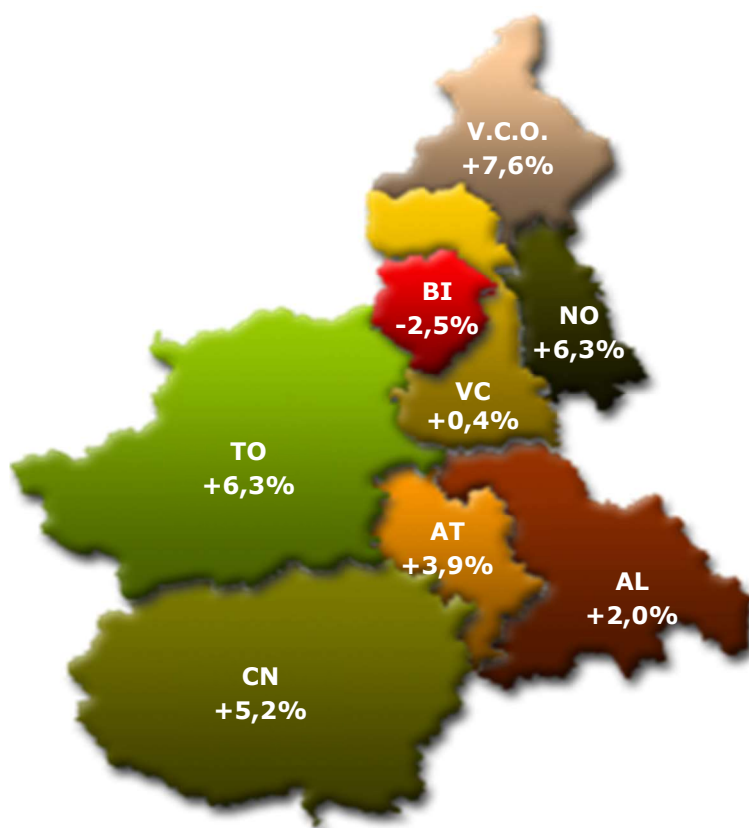 V.C.O.
+7,6%
BI
-2,5%
NO
+6,3%
VC
+0,4%
TO
+6,3%
AT
+3,9%
AL
+2,0%
CN
+5,2%